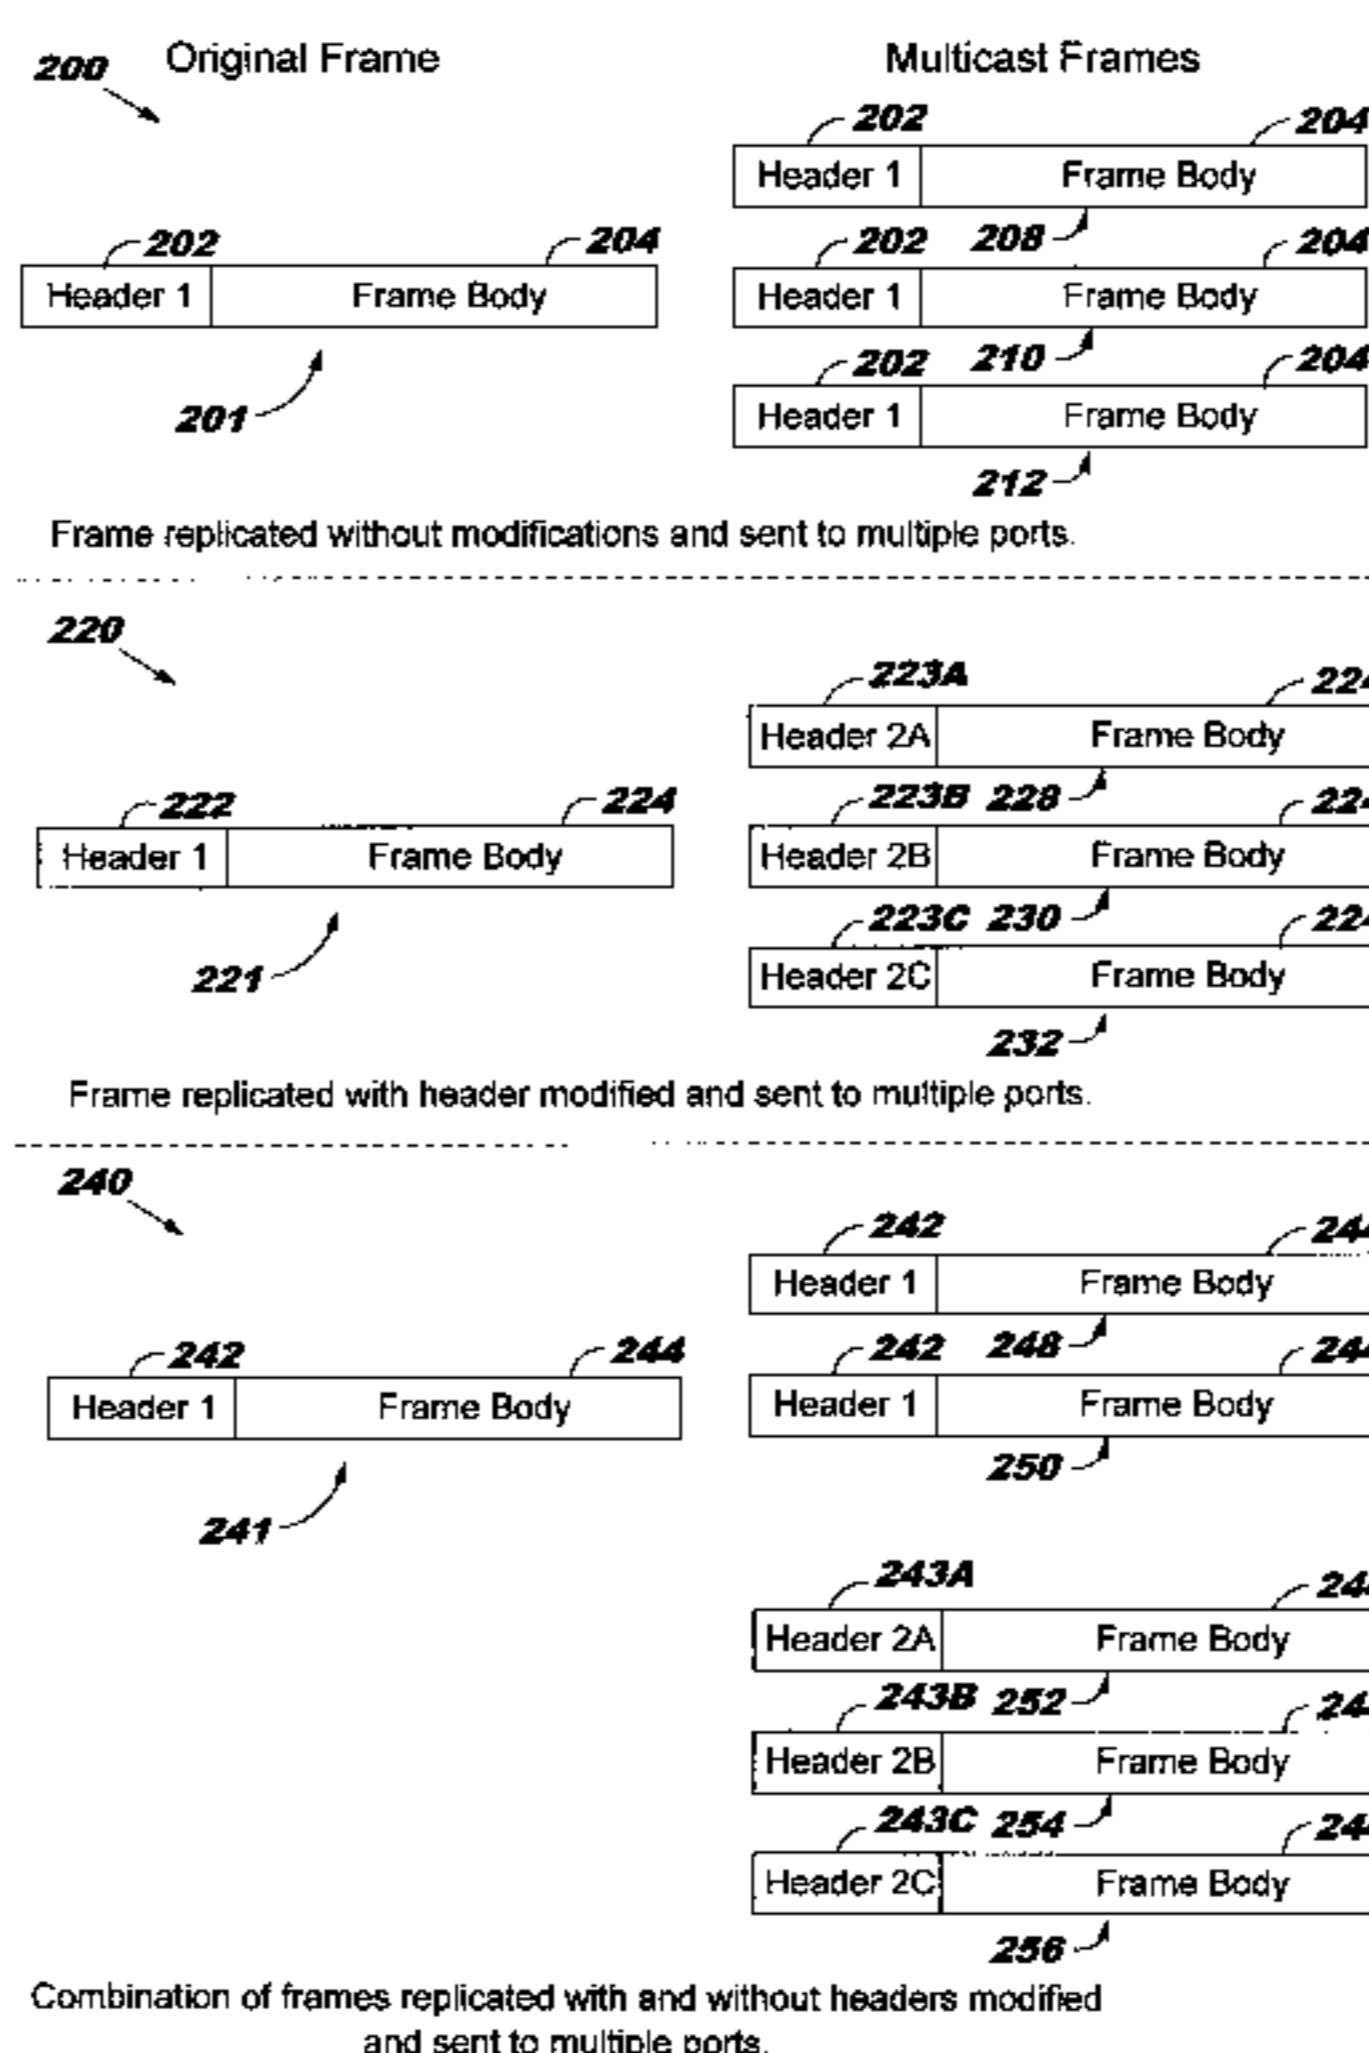 Original Frame
Multicast Frames
200
202
204
Header 1
Frame Body
202
204
202
208
204
Header 1
Frame Body
Header 1
Frame Body
201
202
210
204
Header 1
Frame Body
212
Frame replicated without modifications and sent to multiple ports.
220
223A
Header 2A
Frame Body
222
224
223B
228
Header 1
Frame Body
Header 2B
Frame Body
223C
230
221
Header 2C
Frame Body
232
Frame replicated with header modified and sent to multiple ports.
240
242
Header 1
Frame Body
242
244
242
248
Header 1
Frame Body
Header 1
Frame Body
250
241
243A
Header 2A
Frame Body
243B
252
Header 2B
Frame Body
243C
254
Header 2C
Frame Body
256
Combination of frames replicated with and without headers modified
and sent to multiple ports.